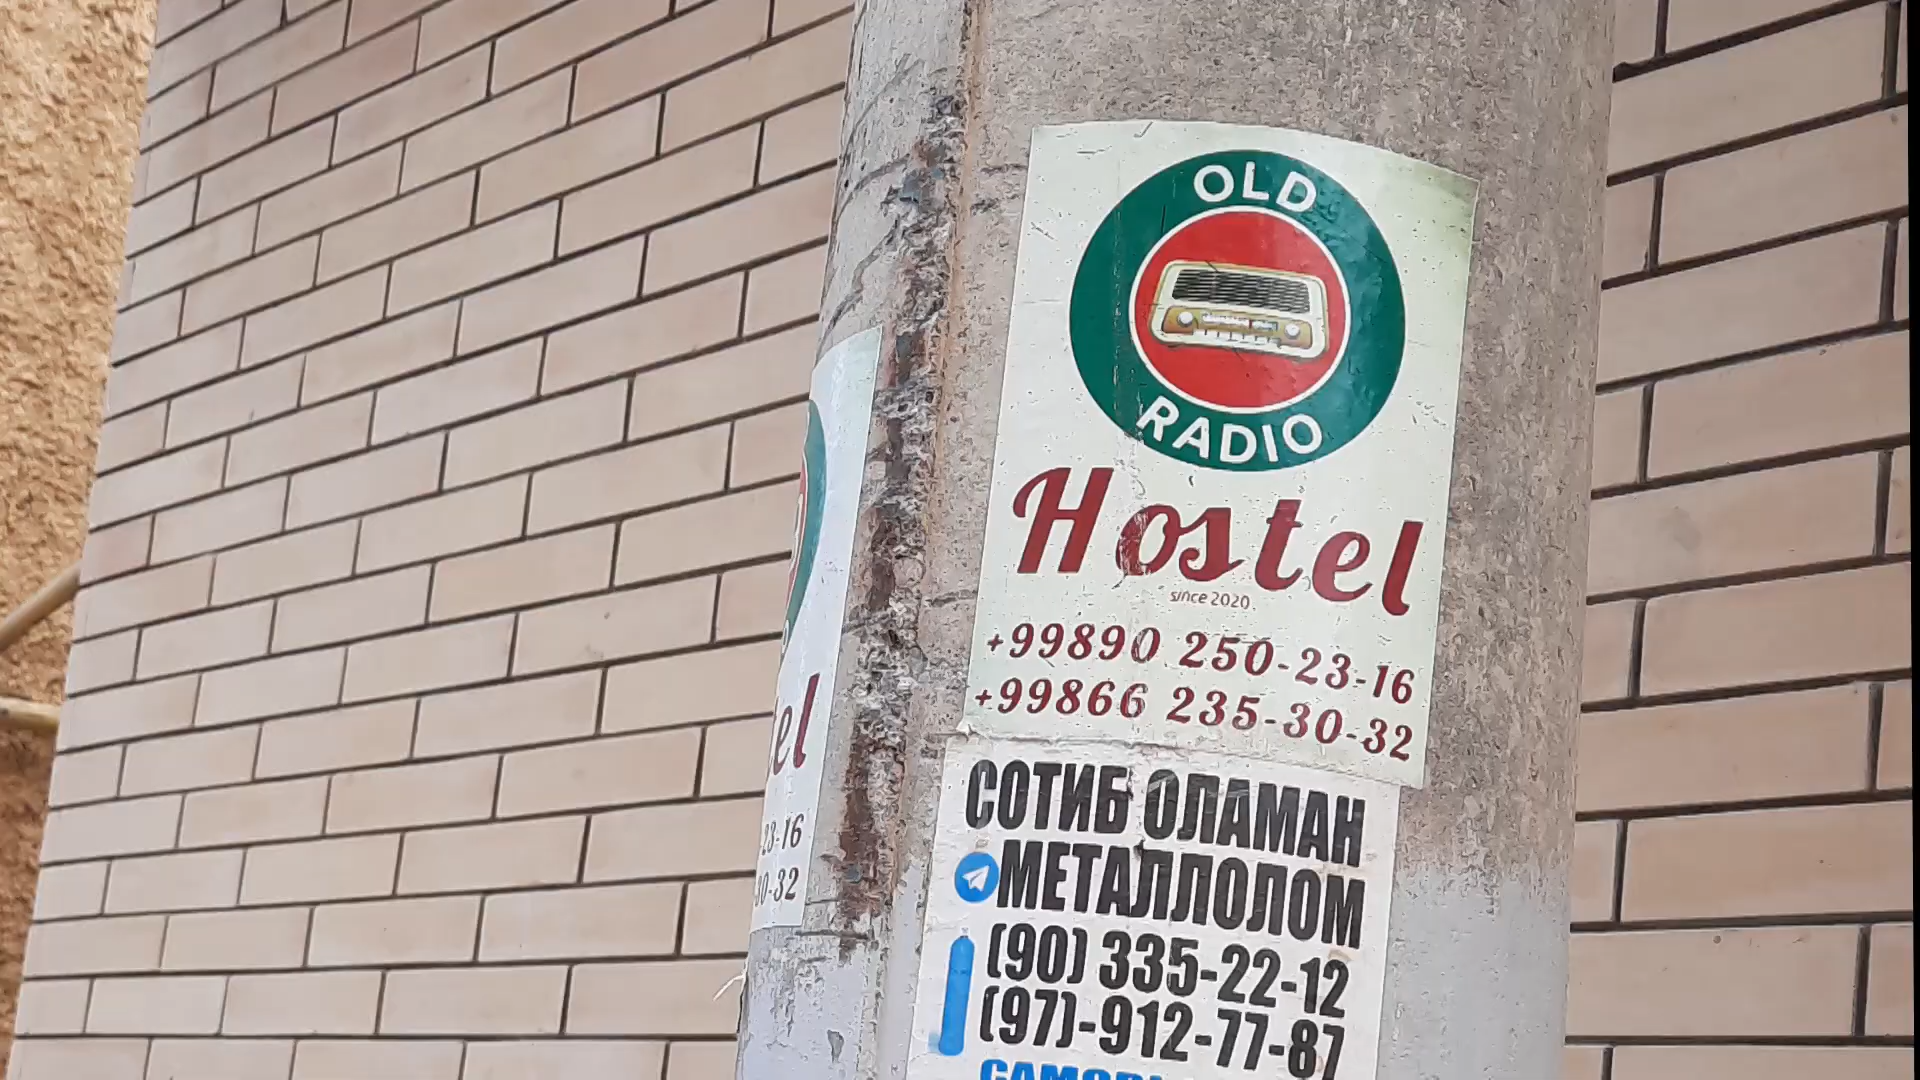 OLD
RADIO
Hostel
since 2020
+99890 250-23-16
+99866 235-30-32
СОТИБ ОЛАМАН
МЕТАЛЛОЛОМ
(90) 335-22-12
(97)-912-77-87
el
23-16
30-32